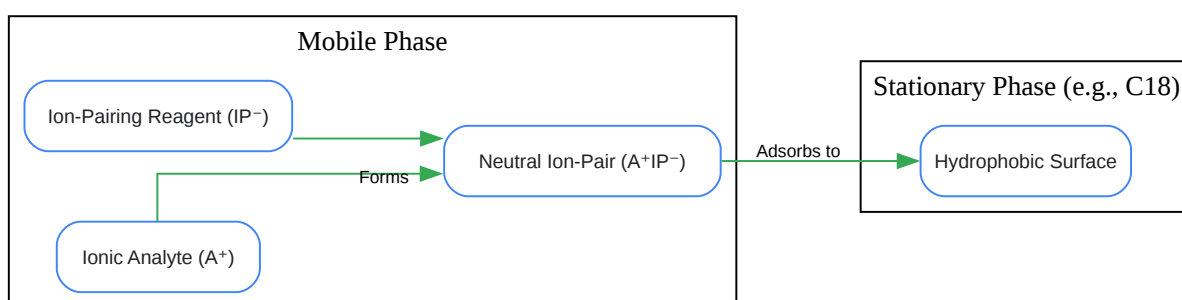 Mobile Phase
Ion-Pairing Reagent (IP⁻)
Ionic Analyte (A⁺)
Forms
Neutral Ion-Pair (A⁺IP⁻)
Adsorbs to
Stationary Phase (e.g., C18)
Hydrophobic Surface